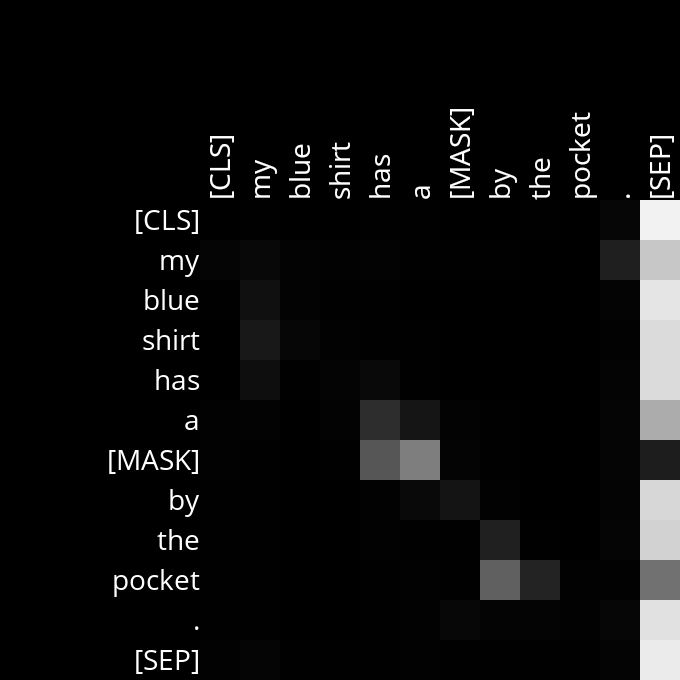 [CLS] my blue shirt has a [MASK] by the pocket . [SEP]
[CLS]
my
blue
shirt
has
a
[MASK]
by
the
pocket
.
[SEP]